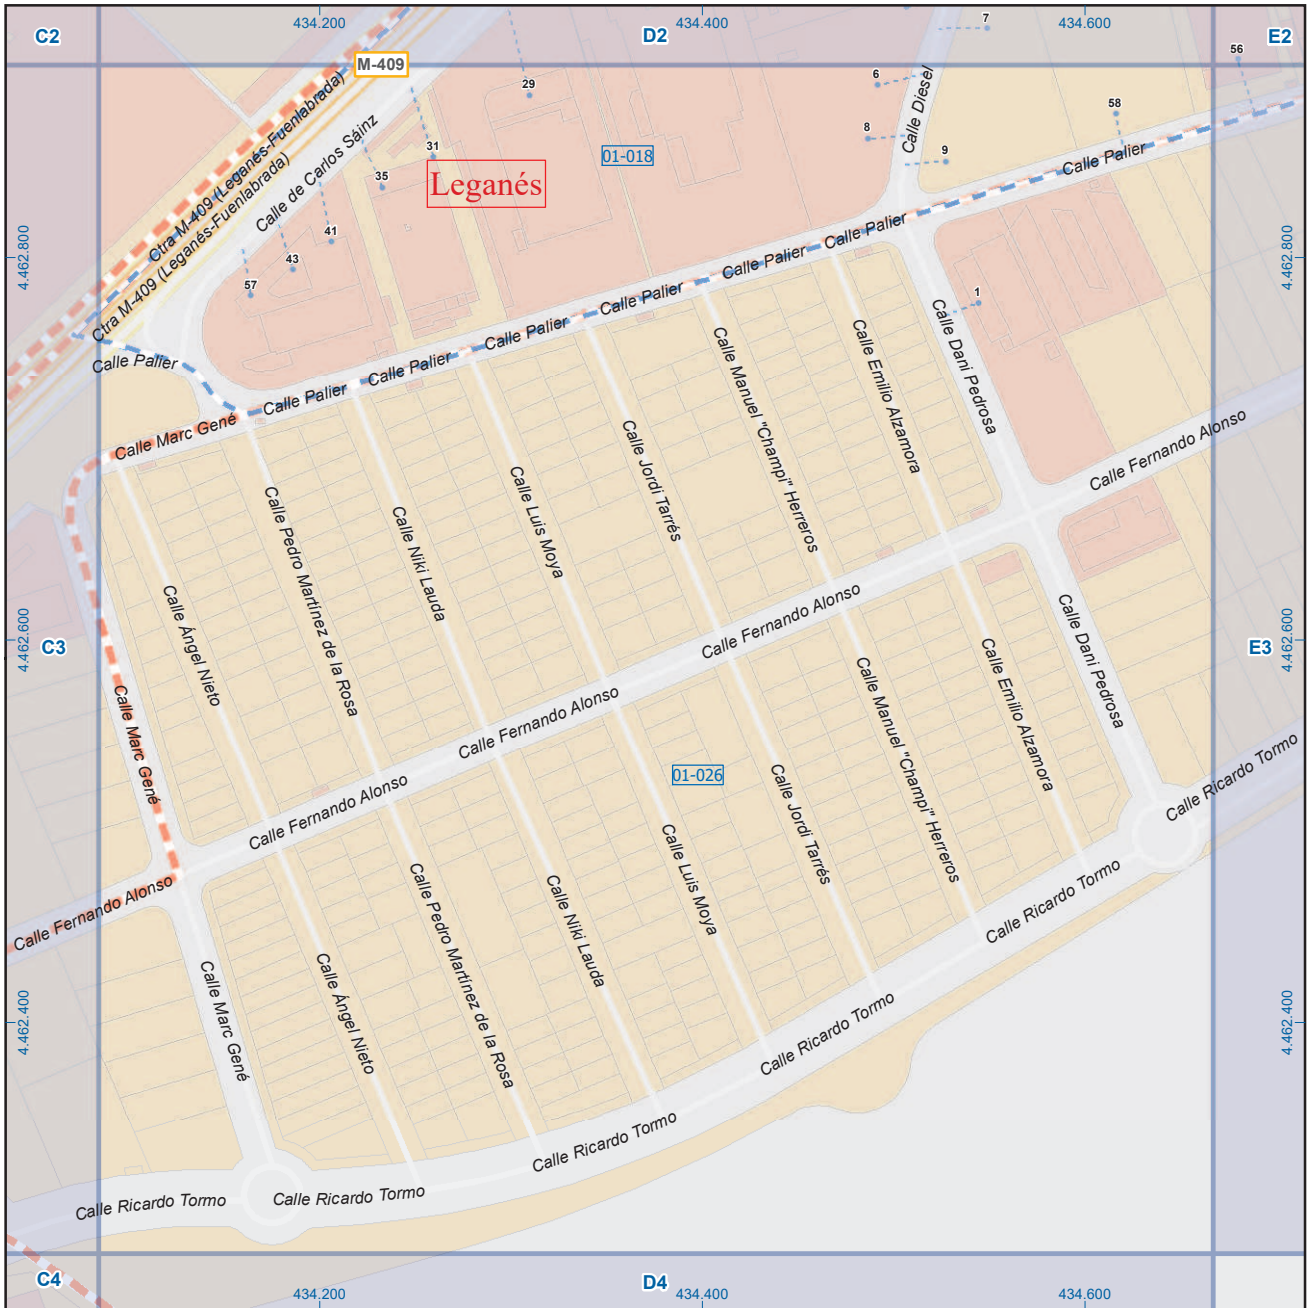 434.200
434.400
434.600
C2
D2
E2
M-409
7
56
29
6
58
Calle Diesel
8
9
31
35
01-018
Leganés
Calle Palier
Ctra M-409 (Leganés-Fuenlabrada)
Ctra M-409 (Leganés-Fuenlabrada)
Calle de Carlos Sáinz
41
43
57
4.462.800
4.462.800
1
Calle Palier
Calle Palier
Calle Palier
Calle Palier
Calle Palier
Calle Palier
Calle Palier
Calle Marc Gené
Calle Dani Pedrosa
Calle Emilio Alzamora
Calle Manuel "Champi" Herreros
Calle Jordi Tarrés
Calle Luis Moya
Calle Niki Lauda
Calle Pedro Martínez de la Rosa
Calle Ángel Nieto
Calle Marc Gené
Calle Fernando Alonso
4.462.600
C3
4.462.600
E3
Calle Fernando Alonso
Calle Fernando Alonso
Calle Fernando Alonso
Calle Fernando Alonso
01-026
Calle Dani Pedrosa
Calle Emilio Alzamora
Calle Manuel "Champi" Herreros
Calle Jordi Tarrés
Calle Luis Moya
Calle Niki Lauda
Calle Pedro Martínez de la Rosa
Calle Ángel Nieto
Calle Marc Gené
Calle Ricardo Tormo
Calle Ricardo Tormo
Calle Ricardo Tormo
4.462.400
4.462.400
Calle Ricardo Tormo
Calle Ricardo Tormo
Calle Ricardo Tormo
C4
D4
434.200
434.400
434.600